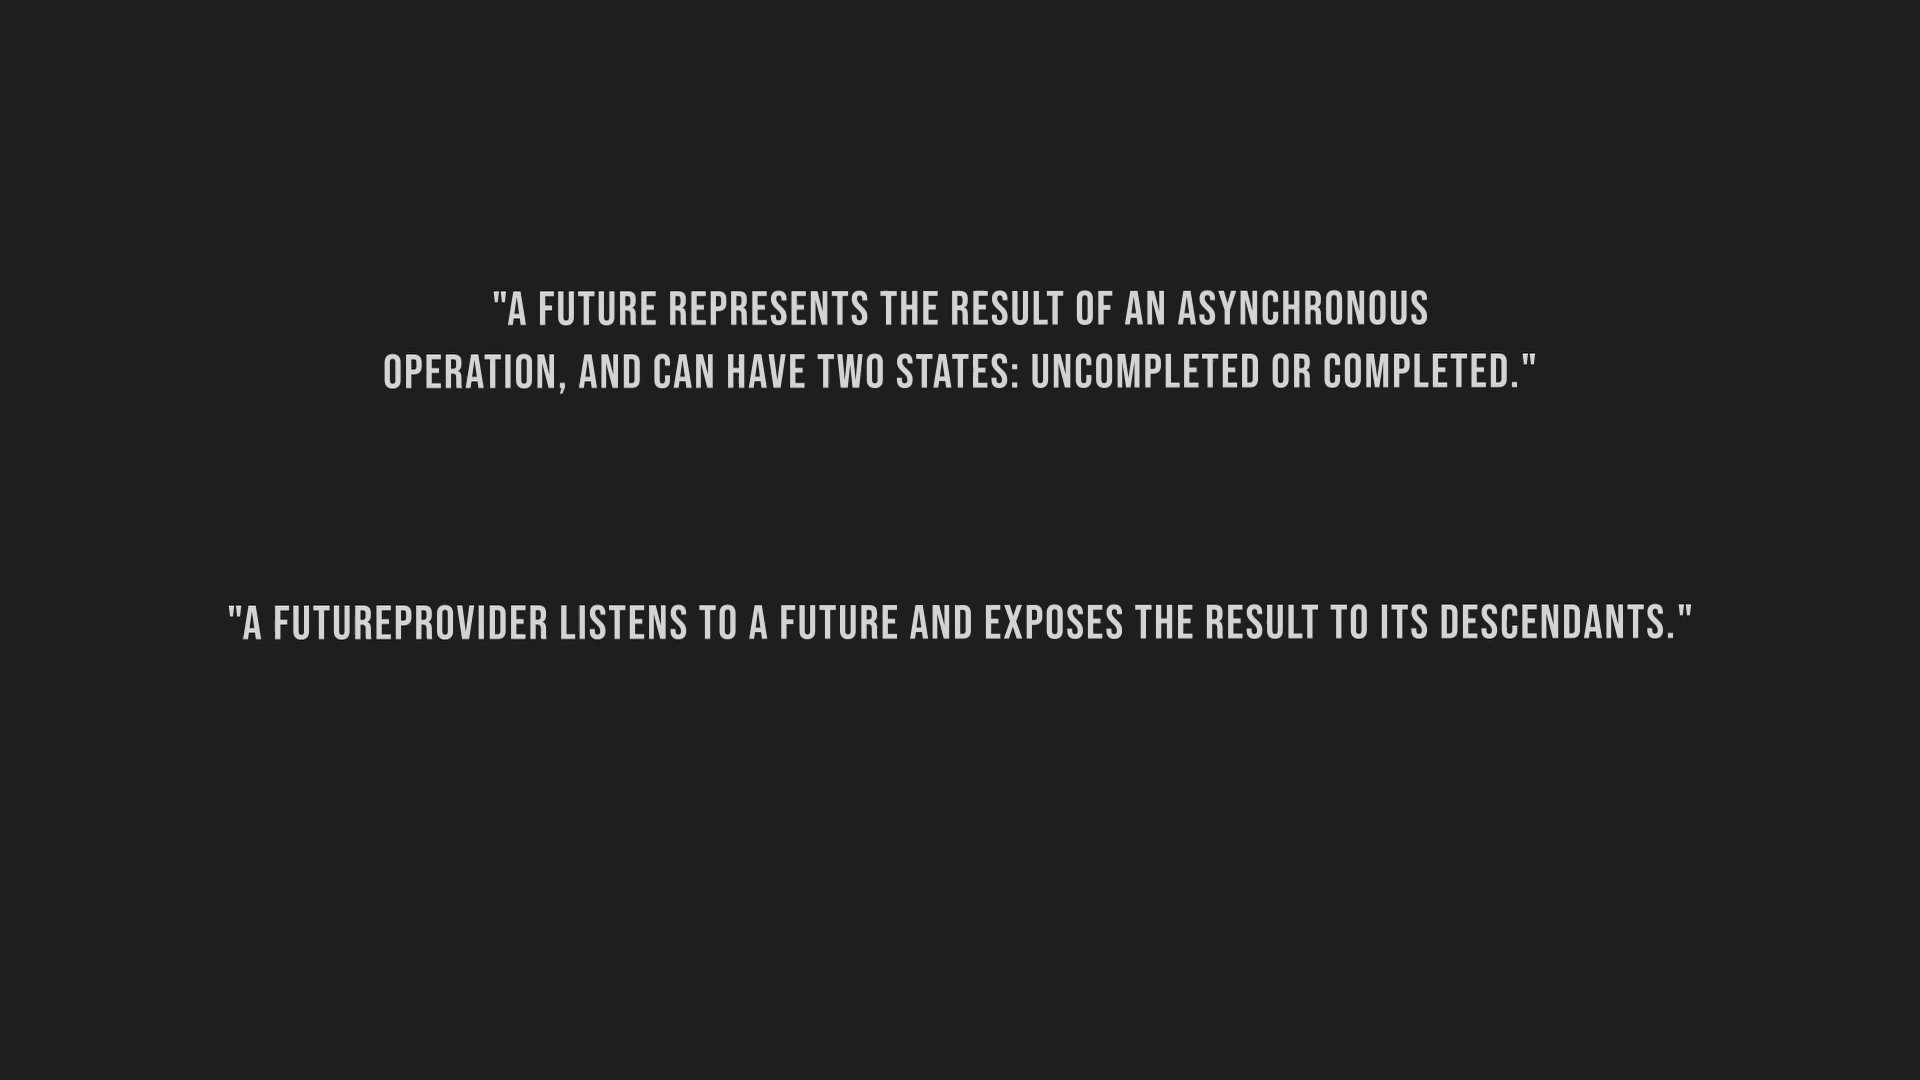 "A FUTURE REPRESENTS THE RESULT OF AN ASYNCHRONOUS
OPERATION, AND CAN HAVE TWO STATES: UNCOMPLETED OR COMPLETED."
"A FUTUREPROVIDER LISTENS TO A FUTURE AND EXPOSES THE RESULT TO ITS DESCENDANTS."